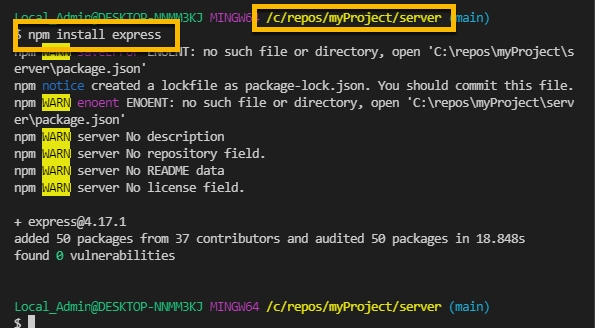 Local_Admin@DESKTOP-NNMM3KJ MINGW64 /c/repos/myProject/server (main)
$ npm install express
npm WARN ENOENT: no such file or directory, open 'C:\repos\myProject\s
erver\package.json'
npm notice created a lockfile as package-lock.json. You should commit this file.
npm WARN enoent ENOENT: no such file or directory, open 'C:\repos\myProject\serv
er\package.json'
npm WARN server No description
npm WARN server No repository field.
npm WARN server No README data
npm WARN server No license field.
+ express@4.17.1
added 50 packages from 37 contributors and audited 50 packages in 18.848s
found 0 vulnerabilities
Local_Admin@DESKTOP-NNMM3KJ MINGW64 /c/repos/myProject/server (main)
$